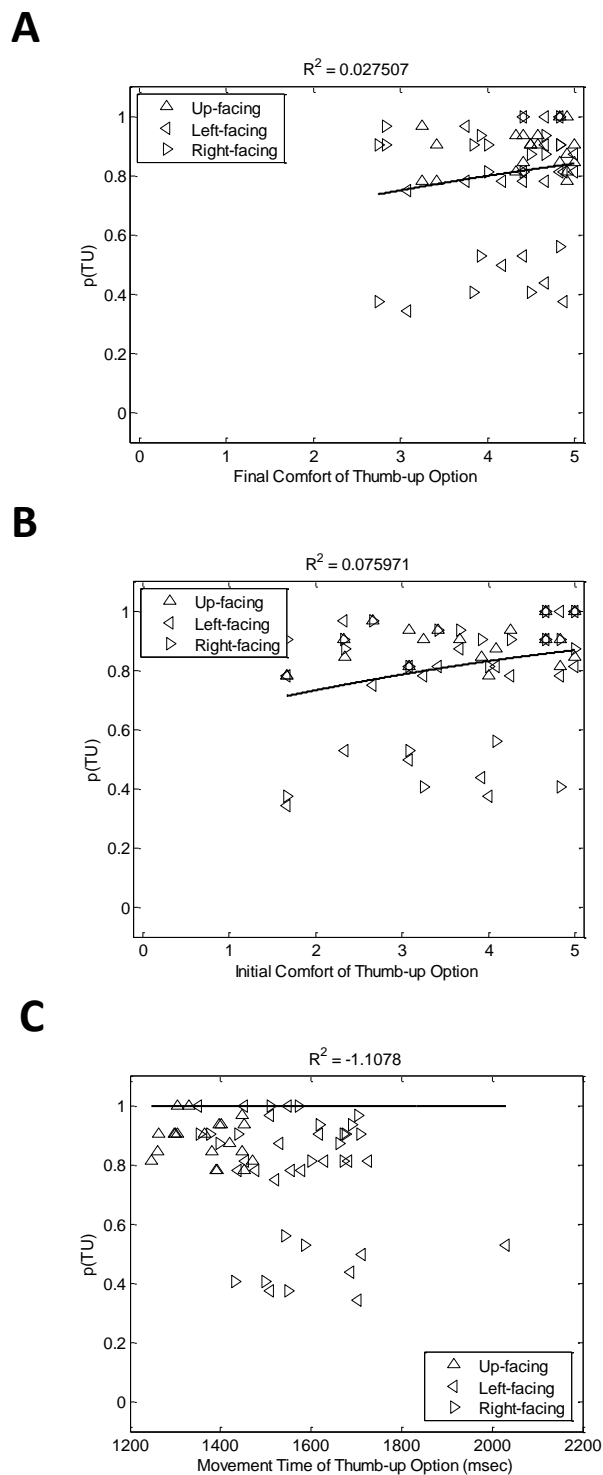 A
R² = 0.027507
Up-facing
Left-facing
Right-facing
1
0.8
0.6
0.4
0.2
0
p(TU)
0 1 2 3 4 5
Final Comfort of Thumb-up Option
B
R² = 0.075971
Up-facing
Left-facing
Right-facing
1
0.8
0.6
0.4
0.2
0
p(TU)
0 1 2 3 4 5
Initial Comfort of Thumb-up Option
C
R² = -1.1078
1
0.8
0.6
0.4
0.2
0
p(TU)
Up-facing
Left-facing
Right-facing
1200 1400 1600 1800 2000 2200
Movement Time of Thumb-up Option (msec)